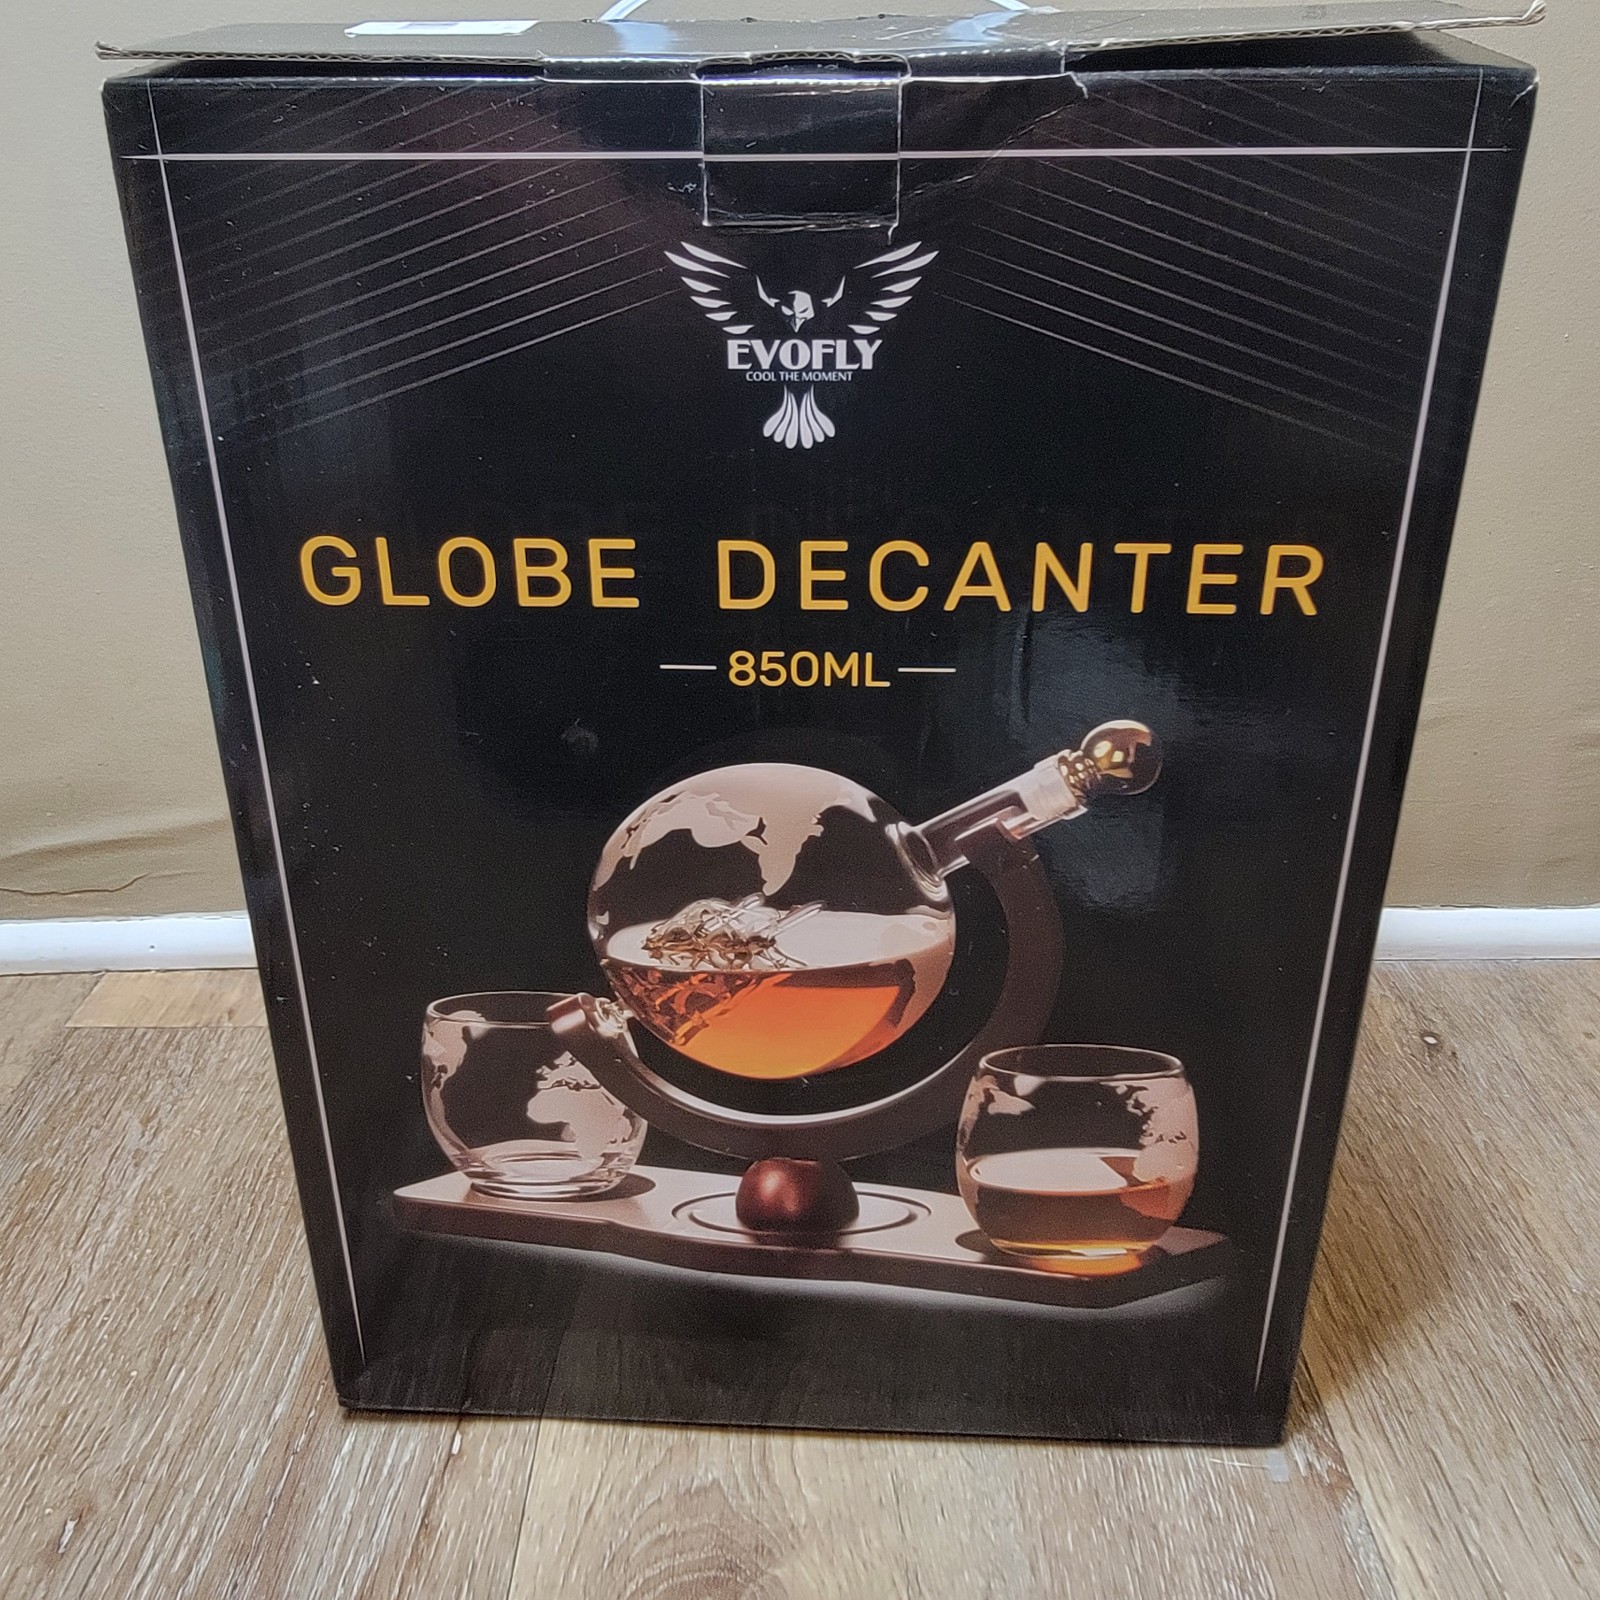 EVOFLY
COOL THE MOMENT
GLOBE DECANTER
850ML